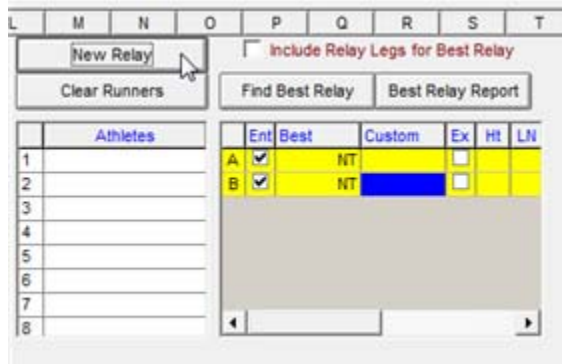 L M N O P Q R S T
New Relay Include Relay Legs for Best Relay
Clear Runners Find Best Relay Best Relay Report
Athletes Ent Best Custom Ex Ht LN
1 A NT
2 B NT
3
4
5
6
7
8